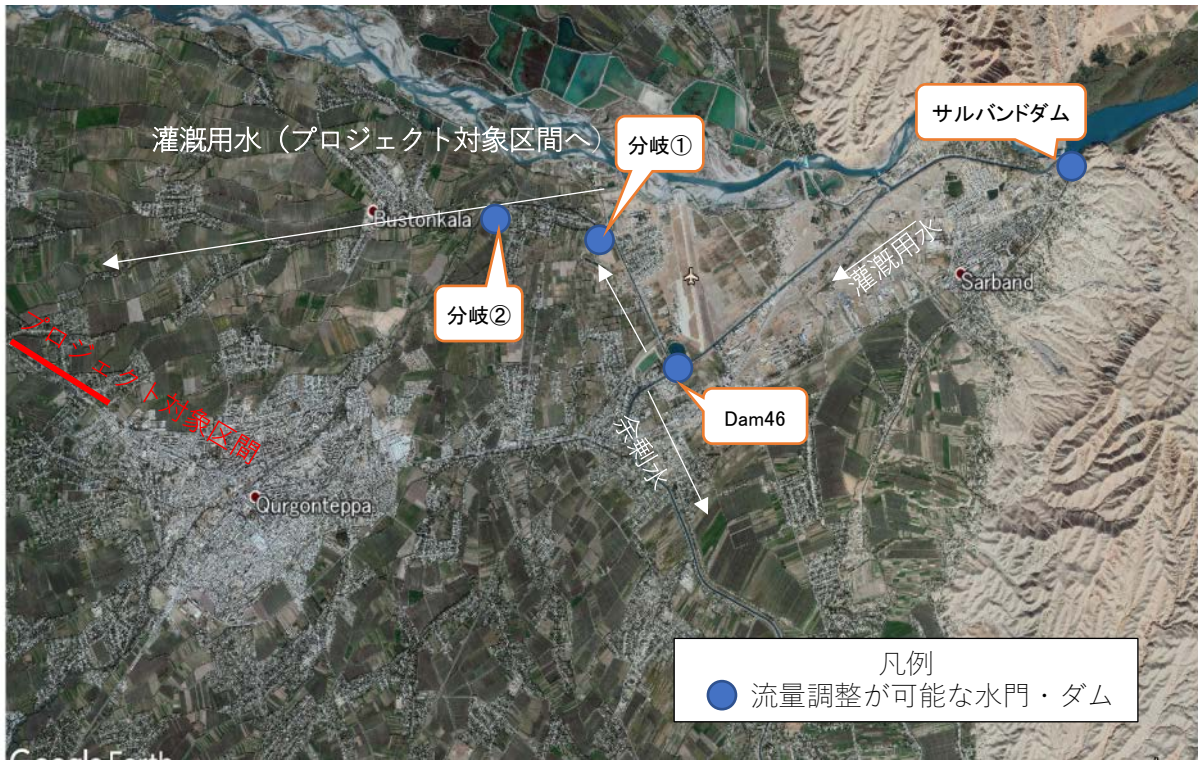 サルバンドダム
灌漑用水（プロジェクト対象区間へ）
分岐①
Bustonkala
分岐②
灌漑用水
Sarband
プロジェクト対象区間
Dam46
余剰水
Qurgonteppa
凡例
流量調整が可能な水門・ダム
Google Earth